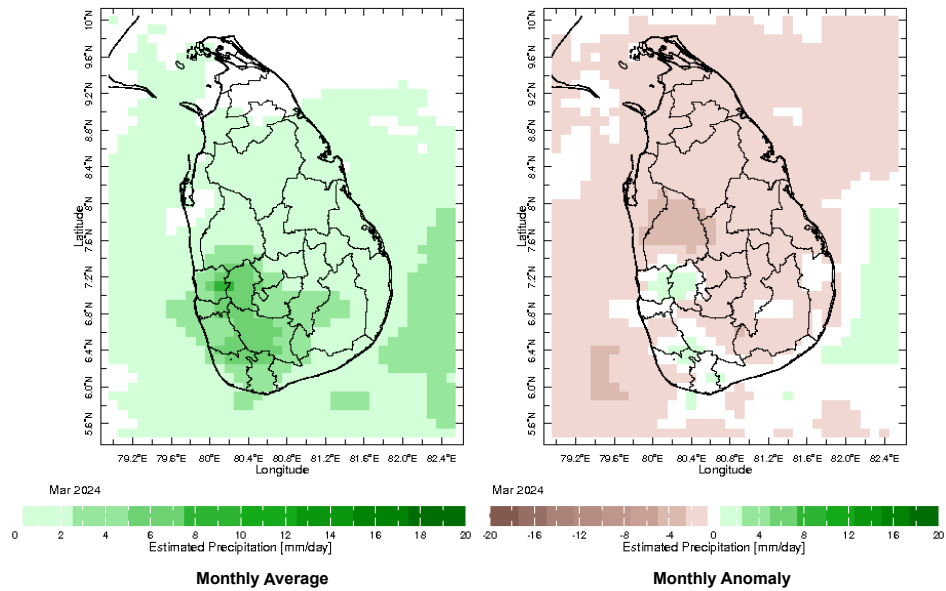 10°N
9.6°N
9.2°N
8.8°N
8.4°N
8°N
7.6°N
7.2°N
6.8°N
6.4°N
6.0°N
5.6°N
Latitude
79.2°E 79.6°E 80°E 80.4°E 80.8°E 81.2°E 81.6°E 82.0°E 82.4°E
Longitude
Mar 2024
0 2 4 6 8 10 12 14 16 18 20
Estimated Precipitation [mm/day]
Monthly Average
10°N
9.6°N
9.2°N
8.8°N
8.4°N
8°N
7.6°N
7.2°N
6.8°N
6.4°N
6.0°N
5.6°N
Latitude
79.2°E 79.6°E 80°E 80.4°E 80.8°E 81.2°E 81.6°E 82.0°E 82.4°E
Longitude
Mar 2024
-20 -16 -12 -8 -4 0 4 8 12 16 20
Estimated Precipitation [mm/day]
Monthly Anomaly